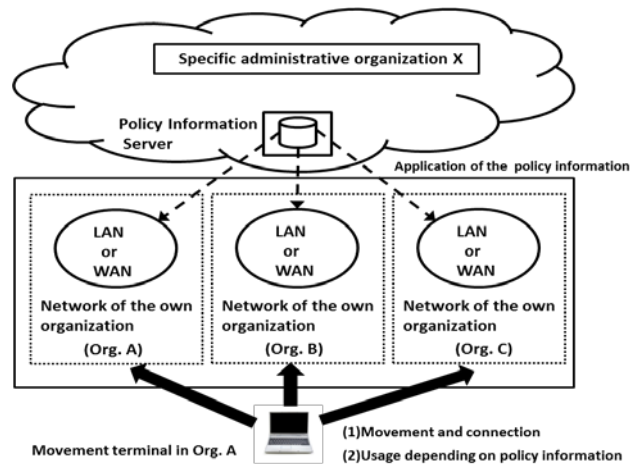 Specific administrative organization X
Policy Information
Server
Application of the policy information
LAN
or
WAN
Network of the own
organization
(Org. A)
LAN
or
WAN
Network of the own
organization
(Org. B)
LAN
or
WAN
Network of the own
organization
(Org. C)
Movement terminal in Org. A
(1)Movement and connection
(2)Usage depending on policy information